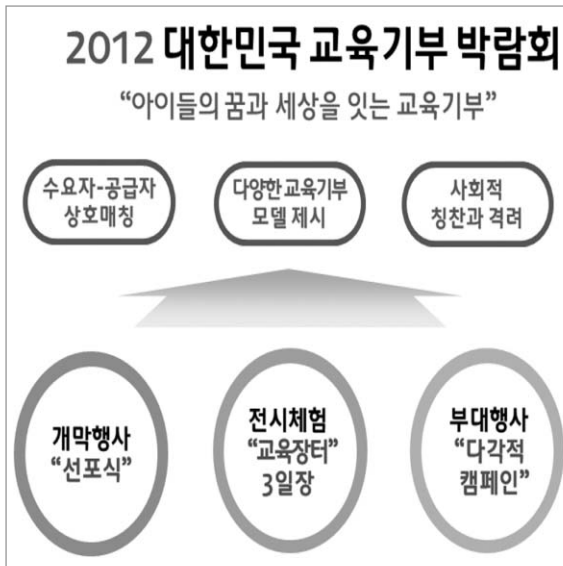 2012 대한민국 교육기부 박람회
“아이들의 꿈과 세상을 잇는 교육기부”
수요자-공급자
상호매칭
다양한 교육기부
모델 제시
사회적
칭찬과 격려
개막행사
“선포식”
전시체험
“교육장터”
3일장
부대행사
“다각적
캠페인”